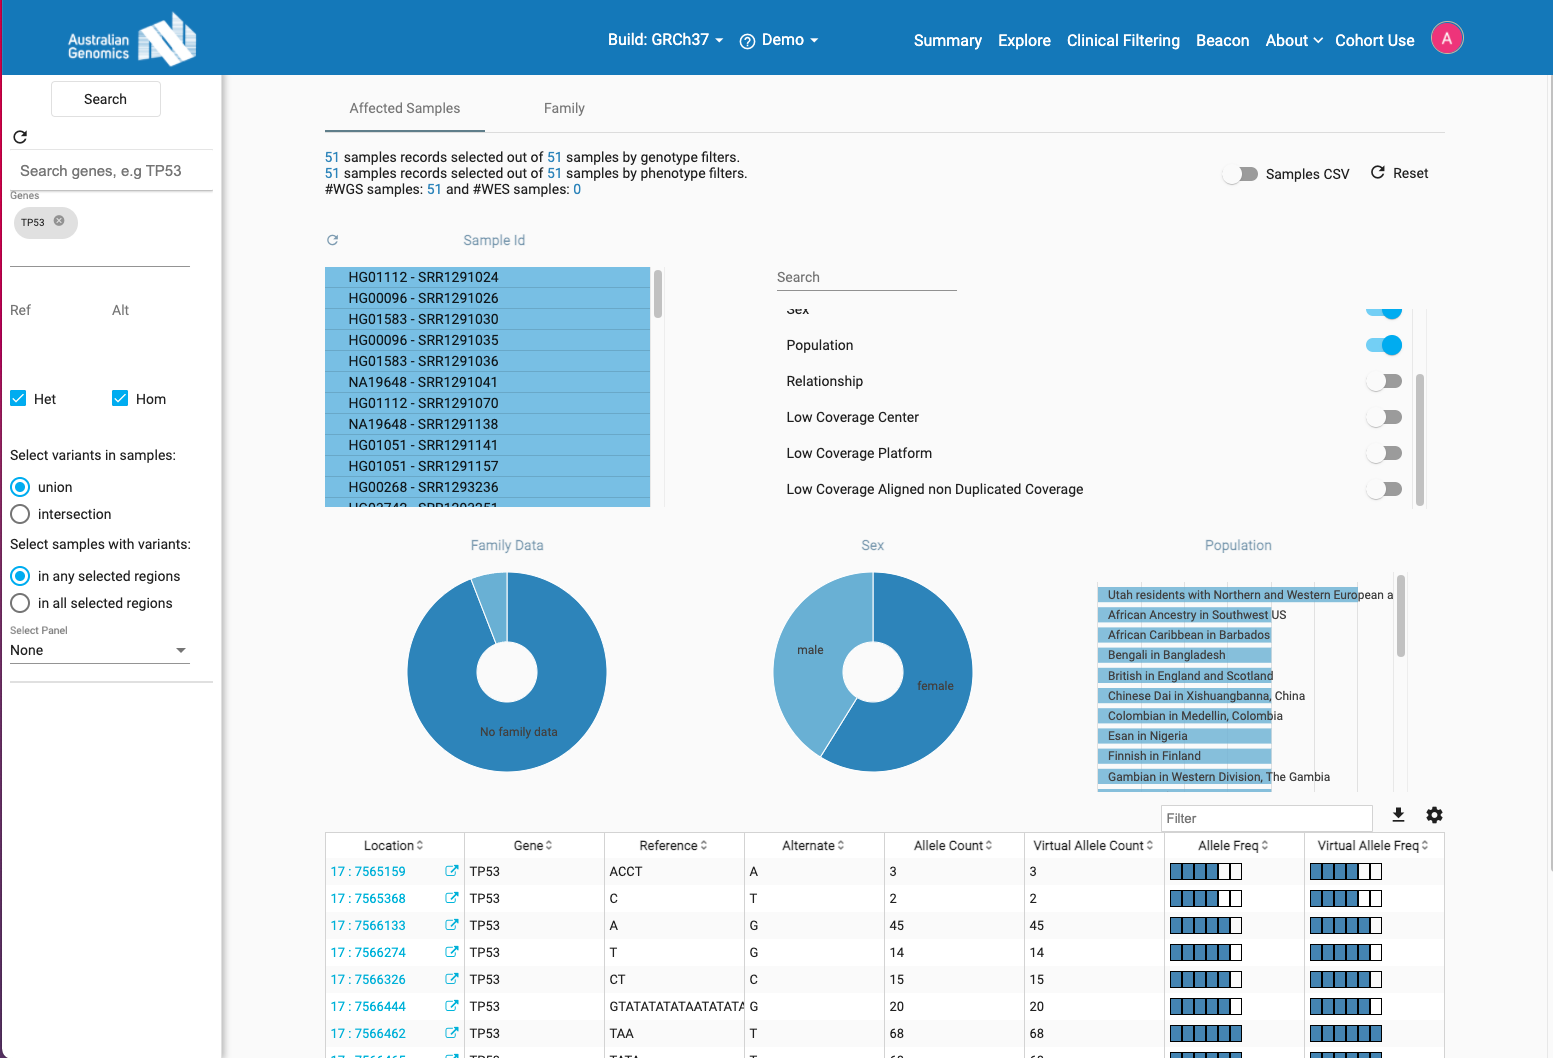 Australian
Genomics
Build: GRCh37
Demo
Summary
Explore
Clinical Filtering
Beacon
About
Cohort Use
A
Search
Search genes, e.g TP53
Genes
TP53
Ref
Alt
Het
Hom
Select variants in samples:
union
intersection
Select samples with variants:
in any selected regions
in all selected regions
Select Panel
None
Affected Samples
Family
51 samples records selected out of 51 samples by genotype filters.
51 samples records selected out of 51 samples by phenotype filters.
#WGS samples: 51 and #WES samples: 0
Samples CSV
Reset
Sample Id
HG01112 - SRR1291024
HG00096 - SRR1291026
HG01583 - SRR1291030
HG00096 - SRR1291035
HG01583 - SRR1291036
NA19648 - SRR1291041
HG01112 - SRR1291070
NA19648 - SRR1291138
HG01051 - SRR1291141
HG01051 - SRR1291157
HG00268 - SRR1293236
Search
Sex
Population
Relationship
Low Coverage Center
Low Coverage Platform
Low Coverage Aligned non Duplicated Coverage
Family Data
No family data
Sex
male
female
Population
Utah residents with Northern and Western European a
African Ancestry in Southwest US
African Caribbean in Barbados
Bengali in Bangladesh
British in England and Scotland
Chinese Dai in Xishuangbanna, China
Colombian in Medellin, Colombia
Esan in Nigeria
Finnish in Finland
Gambian in Western Division, The Gambia
Filter
Location Gene Reference Alternate Allele Count Virtual Allele Count Allele Freq Virtual Allele Freq
17 : 7565159 TP53 ACCT A 3 3
17 : 7565368 TP53 C T 2 2
17 : 7566133 TP53 A G 45 45
17 : 7566274 TP53 T G 14 14
17 : 7566326 TP53 CT C 15 15
17 : 7566444 TP53 GTATATATATAATATATA G 20 20
17 : 7566462 TP53 TAA T 68 68